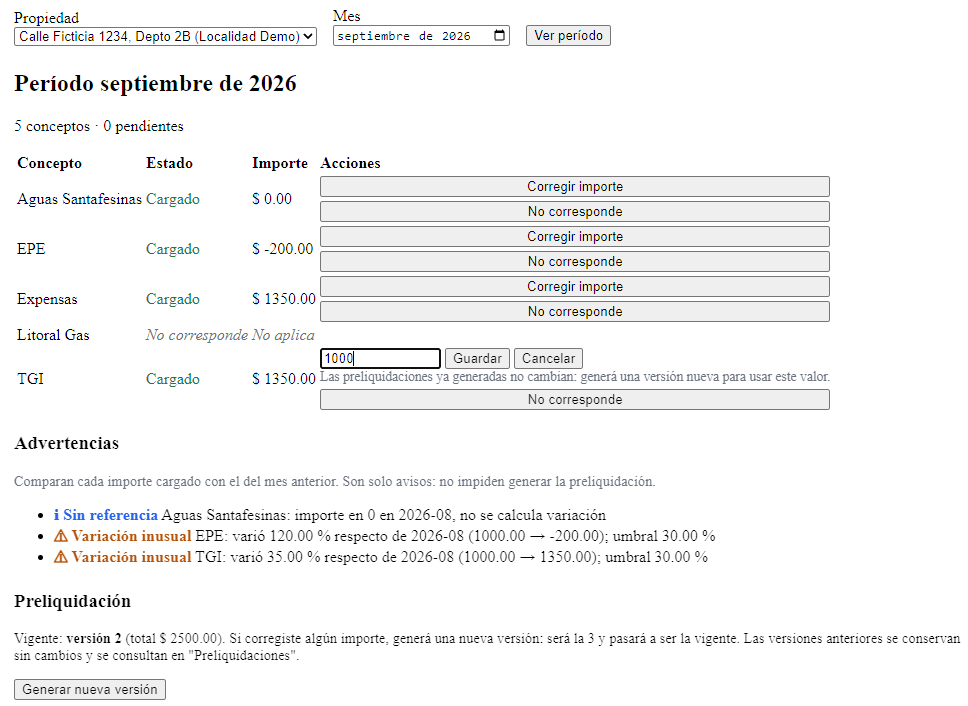 Propiedad
Mes
Calle Ficticia 1234, Depto 2B (Localidad Demo)
septiembre de 2026
Ver período
Período septiembre de 2026
5 conceptos · 0 pendientes
Concepto Estado Importe Acciones
Corregir importe
Aguas Santafesinas Cargado $ 0.00
No corresponde
Corregir importe
EPE Cargado $ -200.00
No corresponde
Corregir importe
Expensas Cargado $ 1350.00
No corresponde
Litoral Gas No corresponde No aplica
1000 Guardar Cancelar
TGI Cargado $ 1350.00 Las preliquidaciones ya generadas no cambian: generá una versión nueva para usar este valor.
No corresponde
Advertencias
Comparan cada importe cargado con el del mes anterior. Son solo avisos: no impiden generar la preliquidación.
• ℹ Sin referencia Aguas Santafesinas: importe en 0 en 2026-08, no se calcula variación
• ⚠ Variación inusual EPE: varió 120.00 % respecto de 2026-08 (1000.00 → -200.00); umbral 30.00 %
• ⚠ Variación inusual TGI: varió 35.00 % respecto de 2026-08 (1000.00 → 1350.00); umbral 30.00 %
Preliquidación
Vigente: versión 2 (total $ 2500.00). Si corregiste algún importe, generá una nueva versión: será la 3 y pasará a ser la vigente. Las versiones anteriores se conservan
sin cambios y se consultan en "Preliquidaciones".
Generar nueva versión